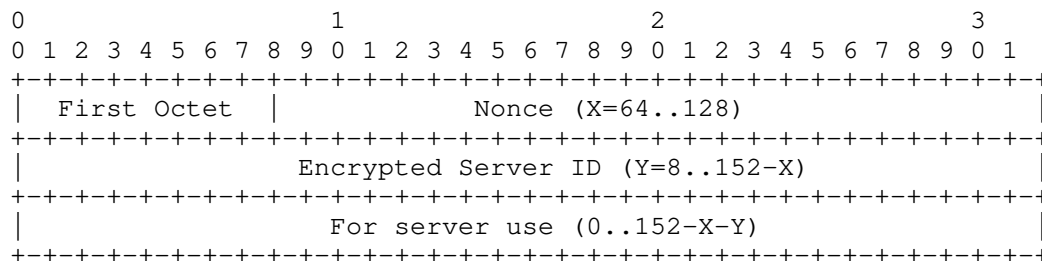 0                   1                   2                   3
0 1 2 3 4 5 6 7 8 9 0 1 2 3 4 5 6 7 8 9 0 1 2 3 4 5 6 7 8 9 0 1
+-+-+-+-+-+-+-+-+-+-+-+-+-+-+-+-+-+-+-+-+-+-+-+-+-+-+-+-+-+-+-+-+
|  First Octet  |            Nonce (X=64..128)                  |
+-+-+-+-+-+-+-+-+-+-+-+-+-+-+-+-+-+-+-+-+-+-+-+-+-+-+-+-+-+-+-+-+
|                 Encrypted Server ID (Y=8..152-X)              |
+-+-+-+-+-+-+-+-+-+-+-+-+-+-+-+-+-+-+-+-+-+-+-+-+-+-+-+-+-+-+-+-+
|                   For server use (0..152-X-Y)                 |
+-+-+-+-+-+-+-+-+-+-+-+-+-+-+-+-+-+-+-+-+-+-+-+-+-+-+-+-+-+-+-+-+